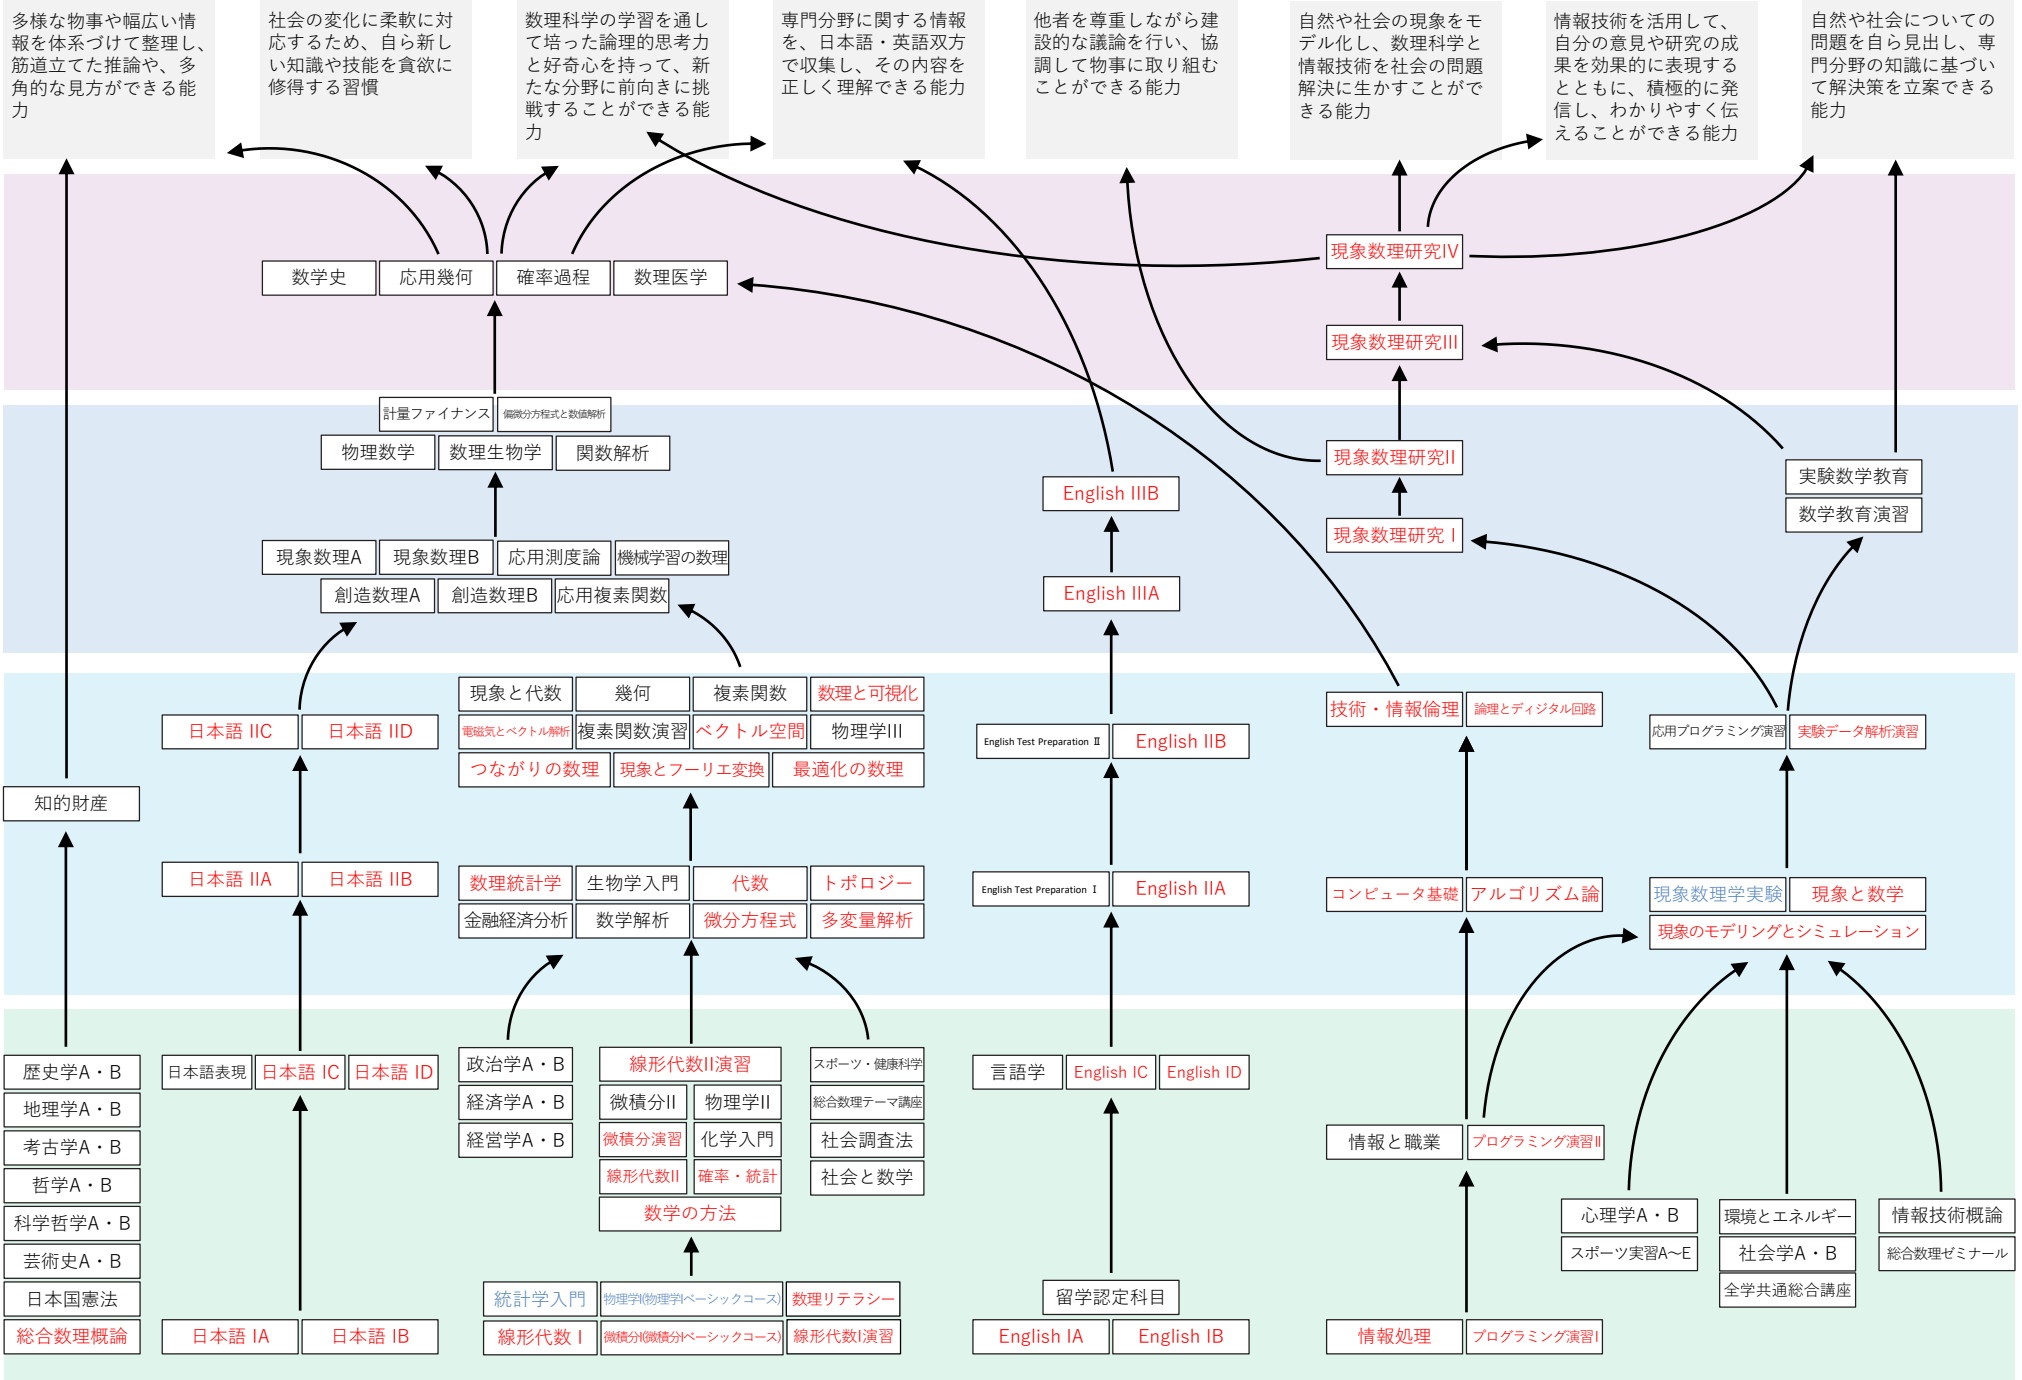 多様な物事や幅広い情
報を体系づけて整理し、
筋道立てた推論や、多
角的な見方ができる能
力
社会の変化に柔軟に対
応するため、自ら新し
い知識や技能を貪欲に
修得する習慣
数理科学の学習を通し
て培った論理的思考力
と好奇心を持って、新
たな分野に前向きに挑
戦することができる能
力
専門分野に関する情報
を、日本語・英語双方
で収集し、その内容を
正しく理解できる能力
他者を尊重しながら建
設的な議論を行い、協
調して物事に取り組む
ことができる能力
自然や社会の現象をモ
デル化し、数理科学と
情報技術を社会の問題
解決に生かすことがで
きる能力
情報技術を活用して、
自分の意見や研究の成
果を効果的に表現する
とともに、積極的に発
信し、わかりやすく伝
えることができる能力
自然や社会についての
問題を自ら見出し、専
門分野の知識に基づい
て解決策を立案できる
能力
数学史
応用幾何
確率過程
数理医学
現象数理研究IV
現象数理研究III
計量ファイナンス
偏微分方程式と数値解析
物理数学
数理生物学
関数解析
現象数理研究II
English IIIB
実験数学教育
数学教育演習
現象数理研究 I
現象数理A
現象数理B
応用測度論
機械学習の数理
創造数理A
創造数理B
応用複素関数
English IIIA
現象と代数
幾何
複素関数
数理と可視化
日本語 IIC
日本語 IID
電磁気とベクトル解析
複素関数演習
ベクトル空間
物理学III
つながりの数理
現象とフーリエ変換
最適化の数理
English Test Preparation Ⅱ
English IIB
技術・情報倫理
論理とディジタル回路
応用プログラミング演習
実験データ解析演習
知的財産
日本語 IIA
日本語 IIB
数理統計学
生物学入門
代数
トポロジー
金融経済分析
数学解析
微分方程式
多変量解析
English Test Preparation Ⅰ
English IIA
コンピュータ基礎
アルゴリズム論
現象数理学実験
現象と数学
現象のモデリングとシミュレーション
歴史学A・B
地理学A・B
考古学A・B
哲学A・B
科学哲学A・B
芸術史A・B
日本国憲法
総合数理概論
日本語表現
日本語 IC
日本語 ID
日本語 IA
日本語 IB
政治学A・B
経済学A・B
経営学A・B
線形代数II演習
微積分II
物理学II
微積分演習
化学入門
線形代数II
確率・統計
数学の方法
スポーツ・健康科学
総合数理テーマ講座
社会調査法
社会と数学
統計学入門
物理学I(物理学Iベーシックコース)
数理リテラシー
線形代数 I
微積分I(微積分Iベーシックコース)
線形代数I演習
言語学
English IC
English ID
留学認定科目
English IA
English IB
情報と職業
プログラミング演習II
情報処理
プログラミング演習I
心理学A・B
スポーツ実習A～E
環境とエネルギー
社会学A・B
全学共通総合講座
情報技術概論
総合数理ゼミナール